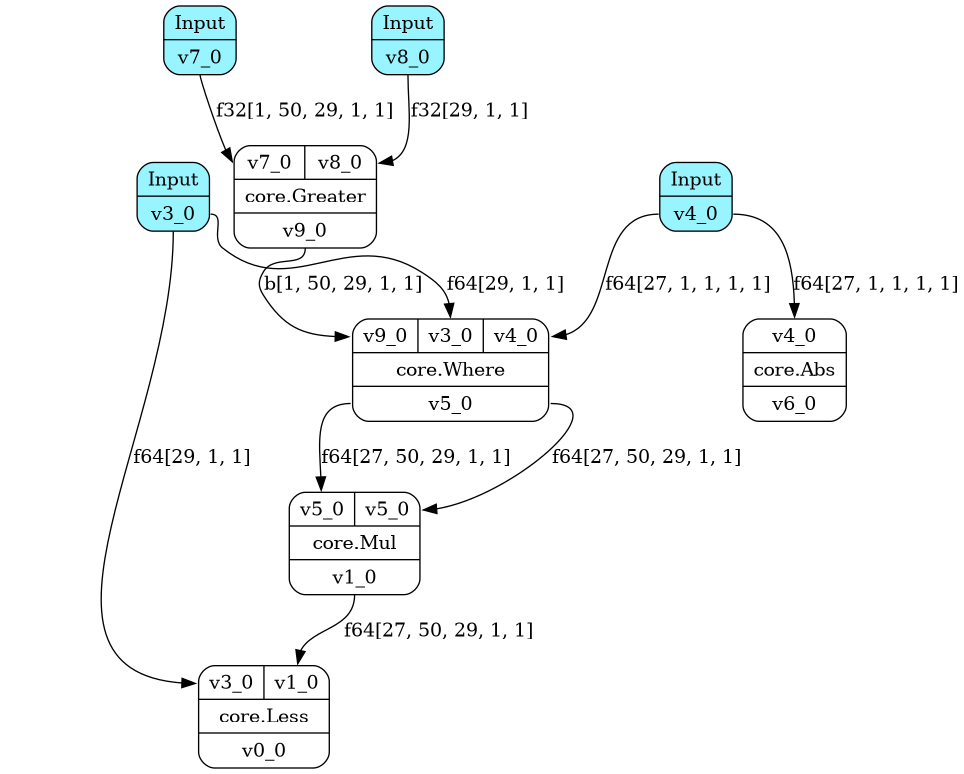 Input
v7_0
Input
v8_0
f32[1, 50, 29, 1, 1]
f32[29, 1, 1]
v7_0 v8_0
core.Greater
v9_0
Input
v3_0
Input
v4_0
b[1, 50, 29, 1, 1]
f64[29, 1, 1]
f64[27, 1, 1, 1, 1]
f64[27, 1, 1, 1, 1]
v9_0 v3_0 v4_0
core.Where
v5_0
v4_0
core.Abs
v6_0
f64[29, 1, 1]
f64[27, 50, 29, 1, 1]
f64[27, 50, 29, 1, 1]
v5_0 v5_0
core.Mul
v1_0
f64[27, 50, 29, 1, 1]
v3_0 v1_0
core.Less
v0_0